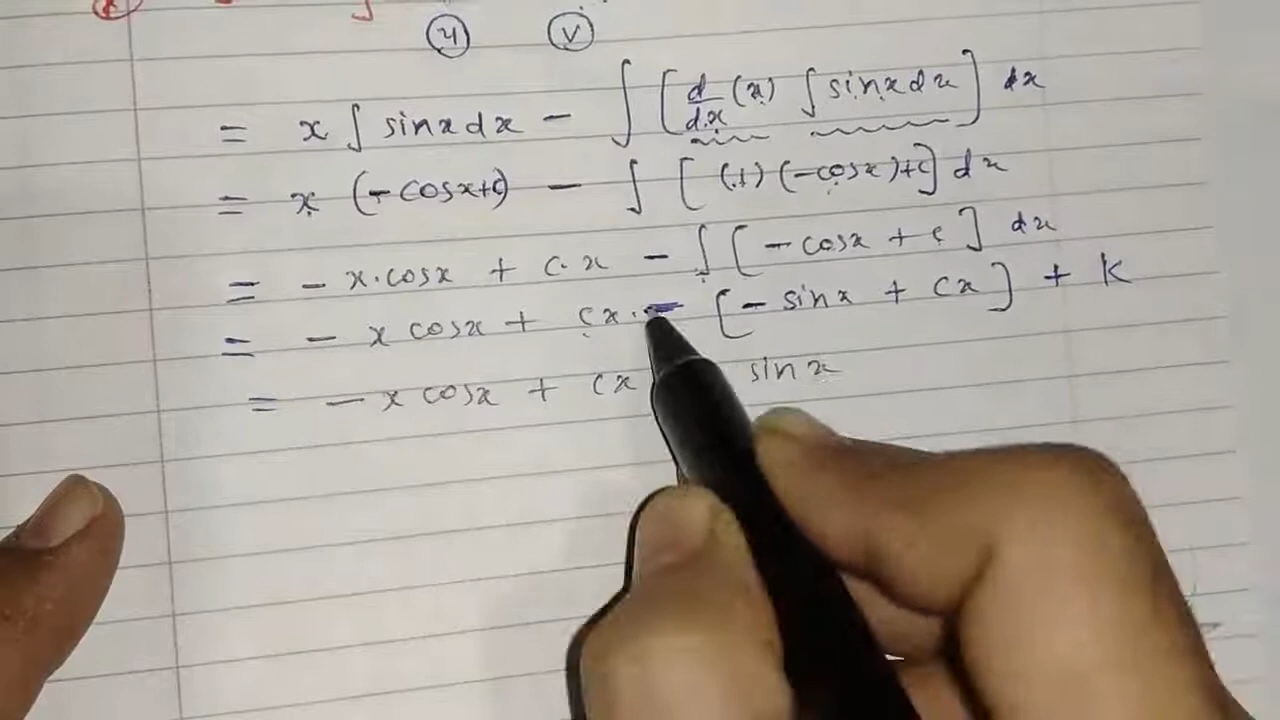 u v
= x ∫ sinx dx - ∫ [ d/dx (x) ∫ sinx dx ] dx
= x (-cosx+c) - ∫ [ (1) (-cosx)+c ] dx
= - x.cosx + c.x - ∫ [ - cosx + c ] dx
= - x cosx + cx - [ - sinx + cx ] + K
= - x cosx + cx sinx